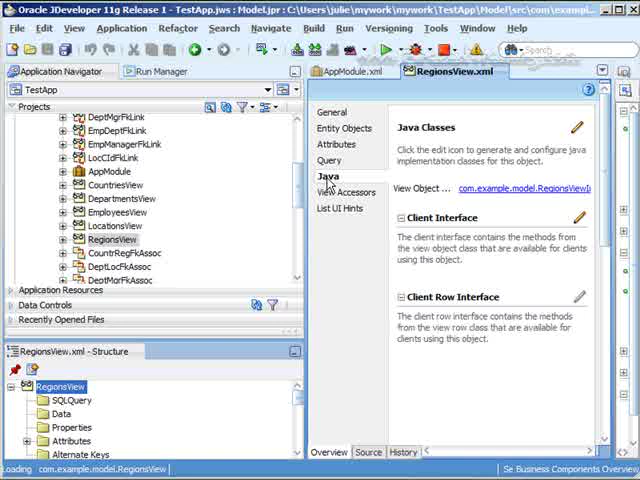 Oracle JDeveloper 11g Release 1 - TestApp.jws : Model.jpr : C:\Users\julie\mywork\mywork\TestApp\Model\src\com\example...
File Edit View Application Refactor Search Navigate Build Run Versioning Tools Window Help
Search
Application Navigator
Run Manager
AppModule.xml
RegionsView.xml
TestApp
Projects
DeptMgrFkLink
EmpDeptFkLink
EmpManagerFkLink
LocCIdFkLink
AppModule
CountriesView
DepartmentsView
EmployeesView
LocationsView
RegionsView
CountrRegFkAssoc
DeptLocFkAssoc
DeptMgrFkAssoc
Application Resources
Data Controls
Recently Opened Files
RegionsView.xml - Structure
RegionsView
SQLQuery
Data
Properties
Attributes
Alternate Keys
General
Entity Objects
Attributes
Query
Java
View Accessors
List UI Hints
Java Classes
Click the edit icon to generate and configure java
implementation classes for this object.
View Object ... com.example.model.RegionsViewI
Client Interface
The client interface contains the methods from
the view object class that are available for clients
using this object.
Client Row Interface
The client row interface contains the methods
from the view row class that are available for
clients using this object.
Overview Source History
Loading com.example.model.RegionsView
Se Business Components Overview